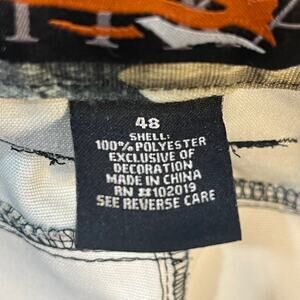 48
SHELL:
100% POLYESTER
EXCLUSIVE OF
DECORATION
MADE IN CHINA
RN #102019
SEE REVERSE CARE